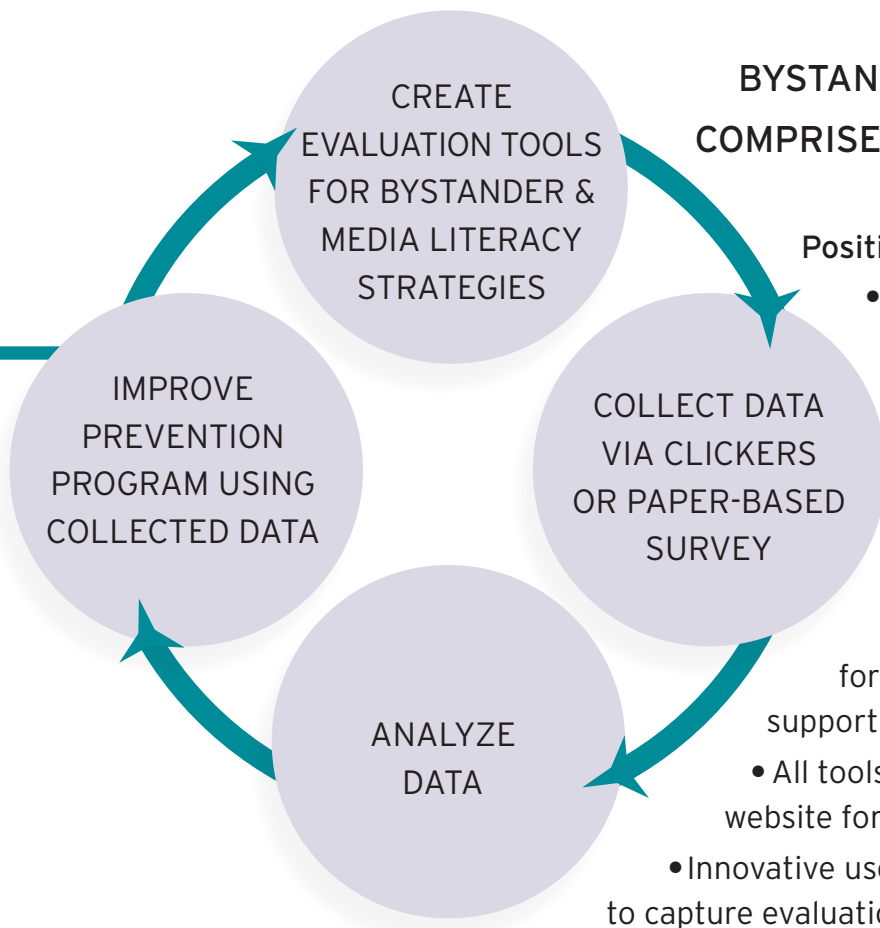 CREATE
EVALUATION TOOLS
FOR BYSTANDER &
MEDIA LITERACY
STRATEGIES
COLLECT DATA
VIA CLICKERS
OR PAPER-BASED
SURVEY
ANALYZE
DATA
IMPROVE
PREVENTION
PROGRAM USING
COLLECTED DATA
BYSTAN
COMPRISE
Positi
•
for
support
• All tools
website for
• Innovative use
to capture evaluatio